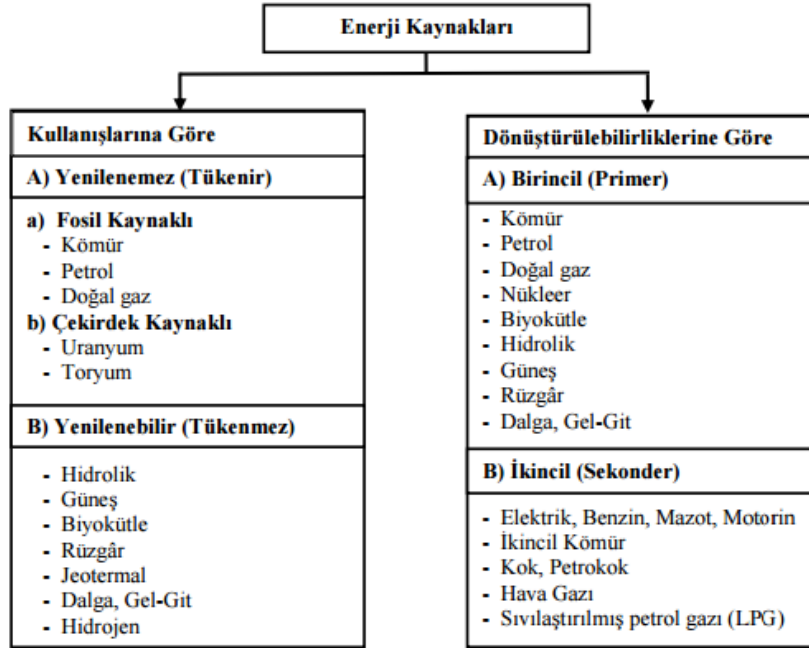 Enerji Kaynakları
Kullanışlarına Göre
A) Yenilenemez (Tükenir)
a) Fosil Kaynaklı
- Kömür
- Petrol
- Doğal gaz
b) Çekirdek Kaynaklı
- Uranyum
- Toryum
B) Yenilenebilir (Tükenmez)
- Hidrolik
- Güneş
- Biyokütle
- Rüzgâr
- Jeotermal
- Dalga, Gel-Git
- Hidrojen
Dönüştürülebilirliklerine Göre
A) Birincil (Primer)
- Kömür
- Petrol
- Doğal gaz
- Nükleer
- Biyokütle
- Hidrolik
- Güneş
- Rüzgâr
- Dalga, Gel-Git
B) İkincil (Sekonder)
- Elektrik, Benzin, Mazot, Motorin
- İkincil Kömür
- Kok, Petrokok
- Hava Gazı
- Sıvılaştırılmış petrol gazı (LPG)